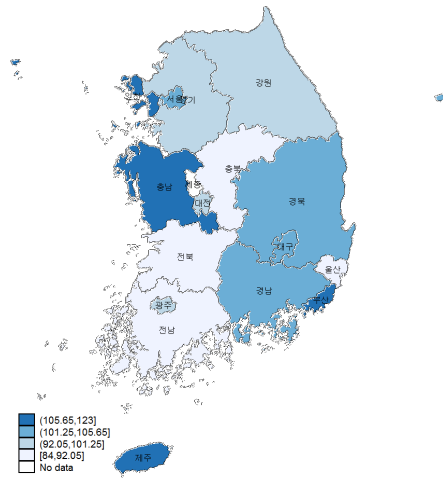 강원
서울
경기
충북
세종
충남
대전
경북
대구
전북
울산
경남
부산
광주
전남
제주
(105.65,123]
(101.25,105.65]
(92.05,101.25]
[84,92.05]
No data